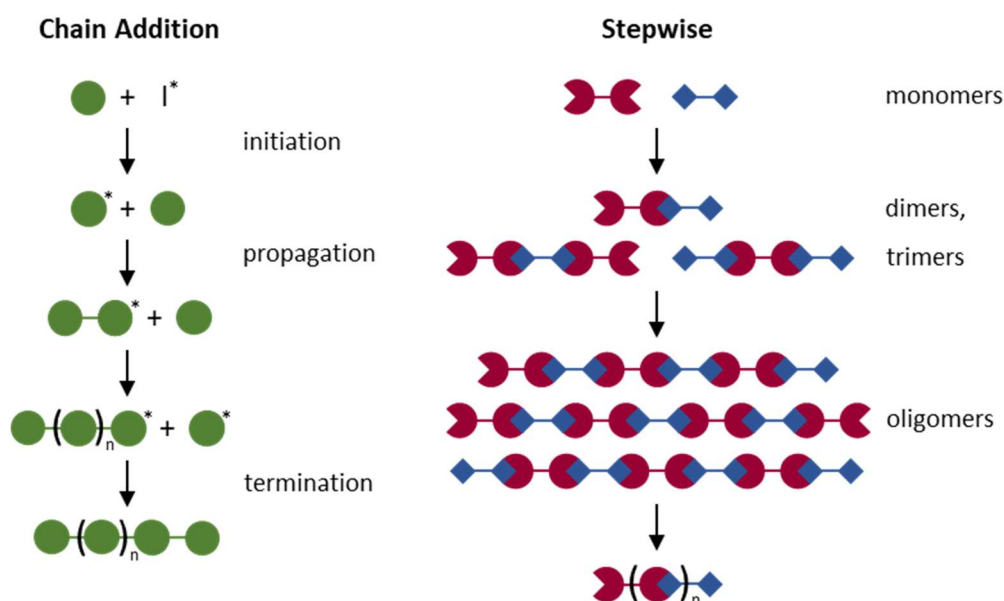 Chain Addition
+ I*
initiation
* +
propagation
* +
( )n * + *
termination
( )n
Stepwise
monomers
dimers,
trimers
oligomers
( )n